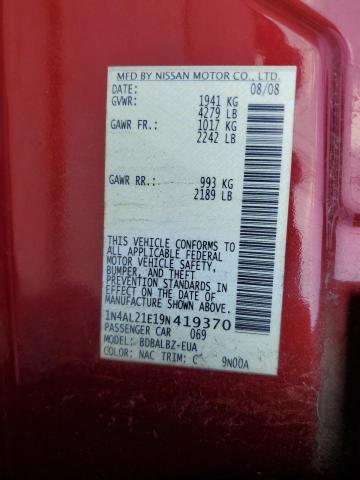 MFD BY NISSAN MOTOR CO., LTD.
DATE: 08/08
GVWR: 1941 KG
4279 LB
GAWR FR.: 1017 KG
2242 LB
GAWR RR.: 993 KG
2189 LB
THIS VEHICLE CONFORMS TO
ALL APPLICABLE FEDERAL
MOTOR VEHICLE SAFETY,
BUMPER, AND THEFT
PREVENTION STANDARDS IN
EFFECT ON THE DATE OF
MANUFACTURE SHOWN ABOVE.
1N4AL21E19N419370
PASSENGER CAR 069
MODEL: BDBALBZ-EUA
COLOR: NAC TRIM: C 9N00A